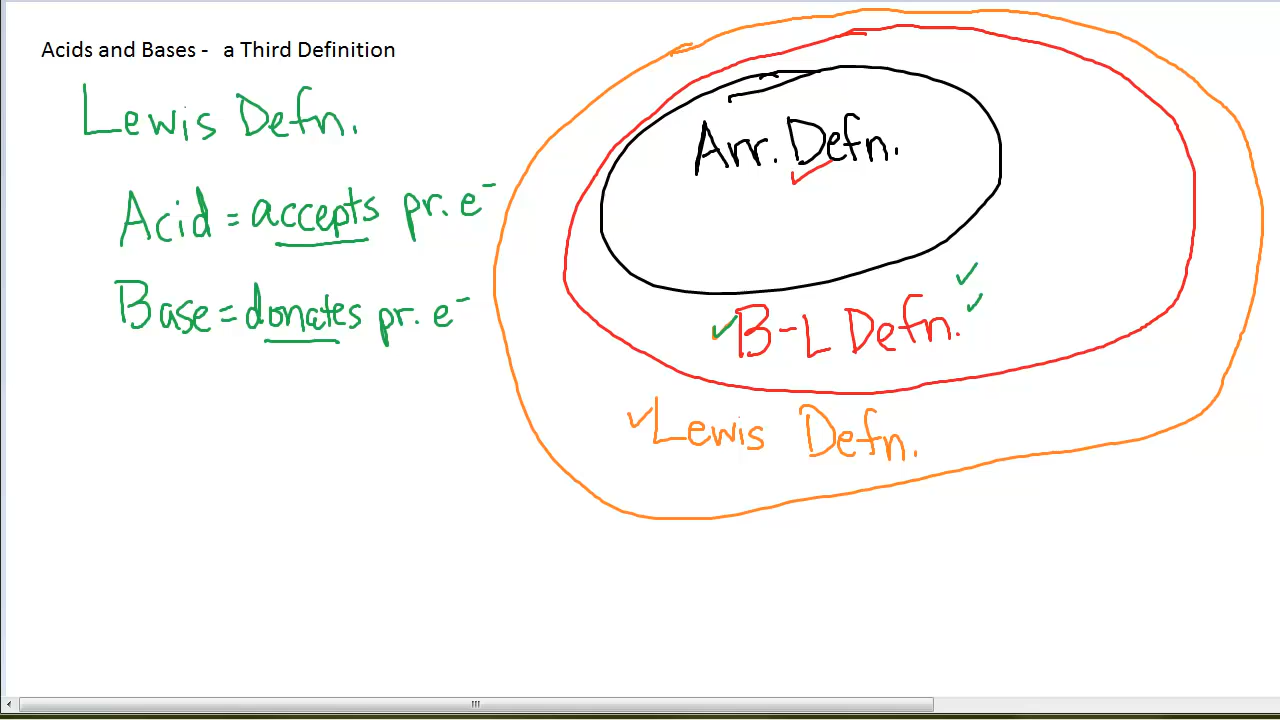 Acids and Bases - a Third Definition
Lewis Defn.
Acid = accepts pr. e⁻
Base = donates pr. e⁻
Arr. Defn.
B-L Defn.
Lewis Defn.